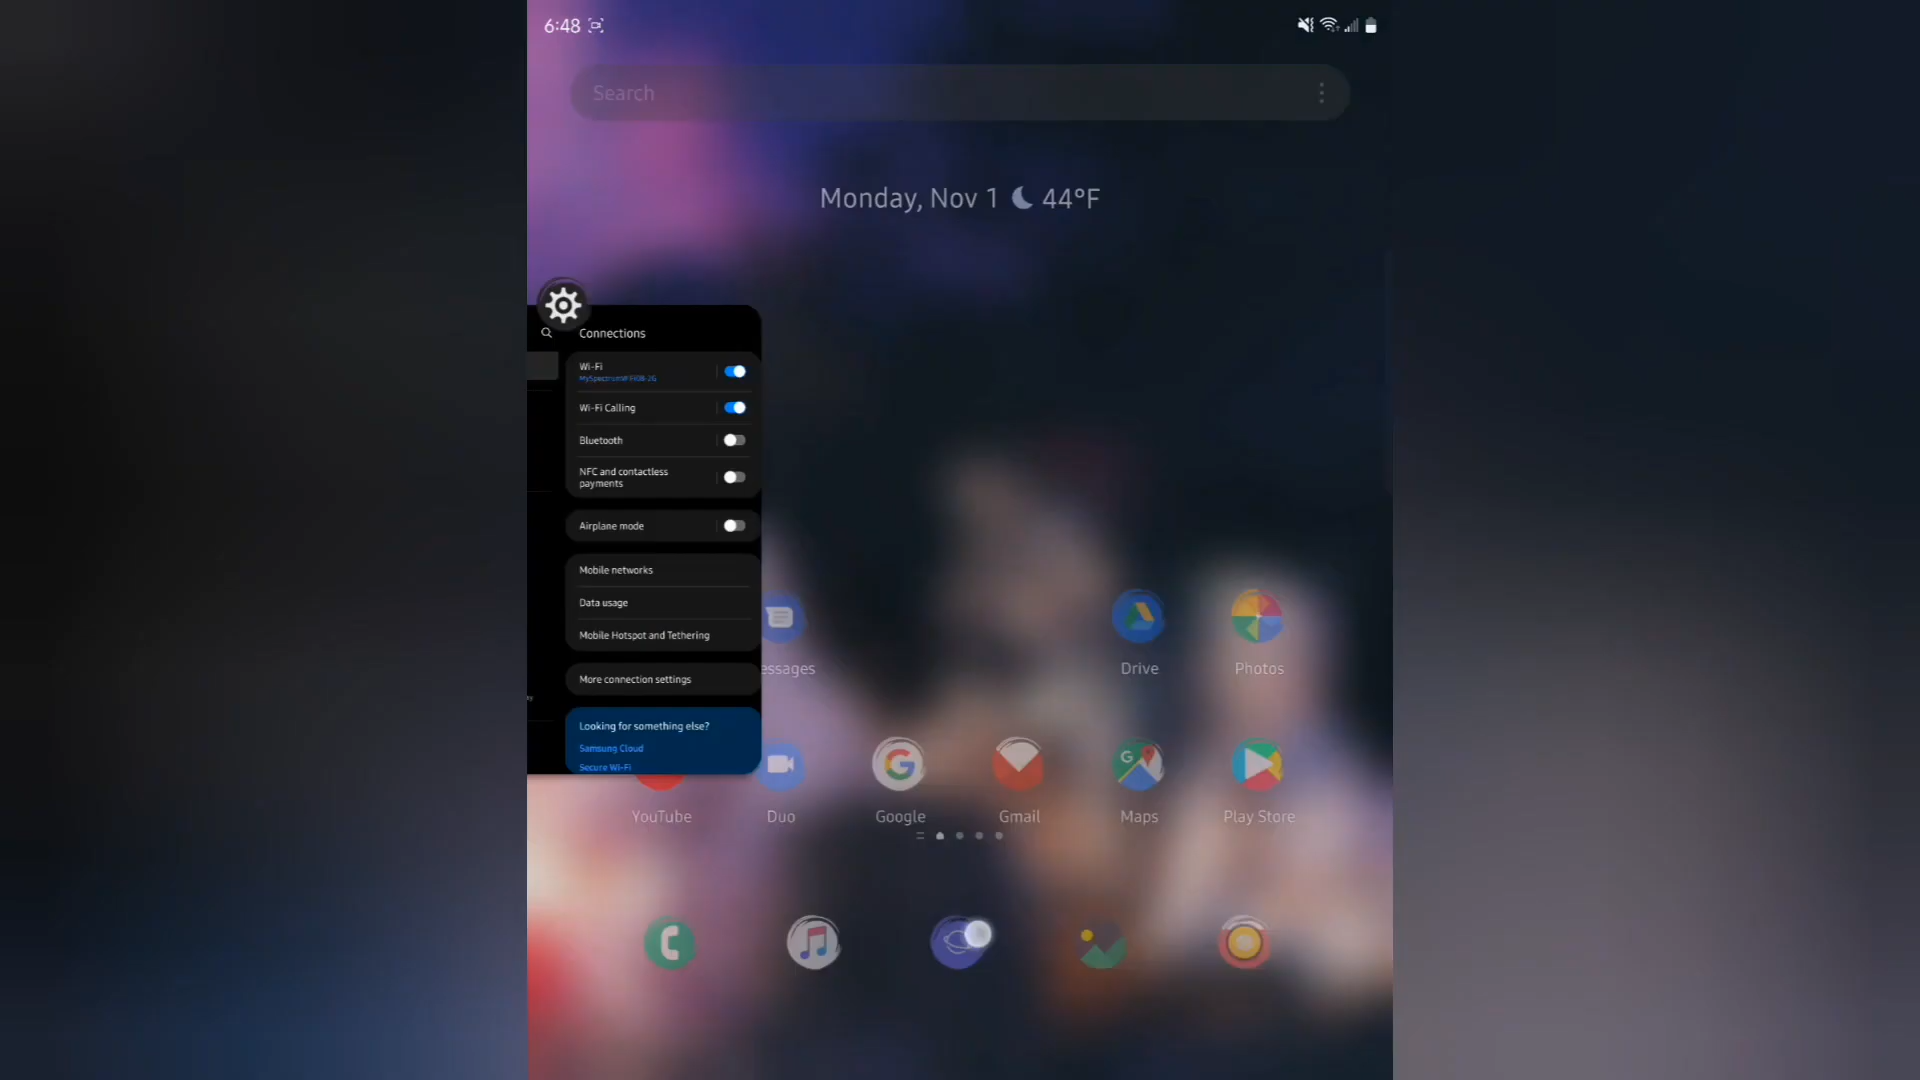 6:48
Search
Monday, Nov 1 44°F
Connections
Wi-Fi
Wi-Fi Calling
Bluetooth
NFC and contactless
payments
Airplane mode
Mobile networks
Data usage
Mobile Hotspot and Tethering
More connection settings
Looking for something else?
Samsung Cloud
Secure Wi-Fi
essages
Drive
Photos
YouTube
Duo
Google
Gmail
Maps
Play Store